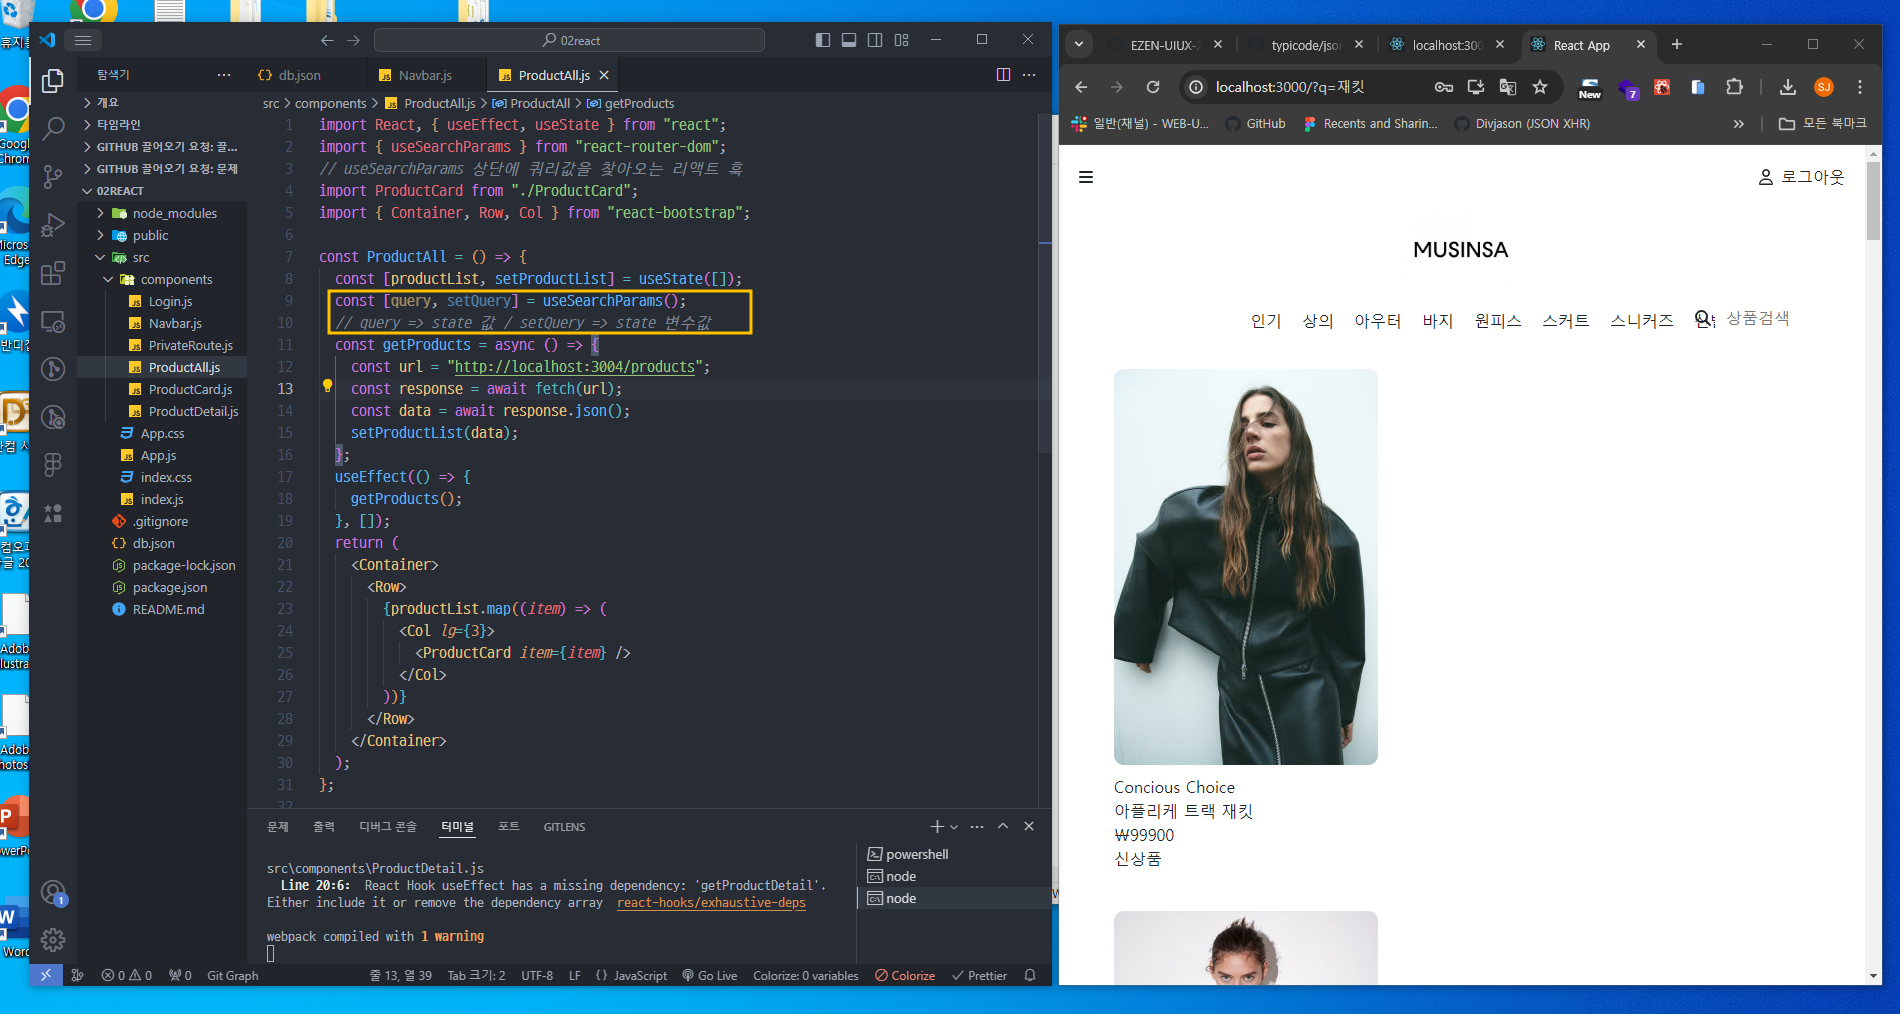 휴지통
02react
탐색기
개요
타임라인
GITHUB 끌어오기 요청: 끌...
GITHUB 끌어오기 요청: 문제
02REACT
node_modules
public
src
components
Login.js
Navbar.js
PrivateRoute.js
ProductAll.js
ProductCard.js
ProductDetail.js
App.css
App.js
index.css
index.js
.gitignore
db.json
package-lock.json
package.json
README.md
db.json
Navbar.js
ProductAll.js
src > components > ProductAll.js > ProductAll > getProducts
1 import React, { useEffect, useState } from "react";
2 import { useSearchParams } from "react-router-dom";
3 // useSearchParams 상단에 쿼리값을 찾아오는 리액트 훅
4 import ProductCard from "./ProductCard";
5 import { Container, Row, Col } from "react-bootstrap";
6
7 const ProductAll = () => {
8 const [productList, setProductList] = useState([]);
9 const [query, setQuery] = useSearchParams();
10 // query => state 값 / setQuery => state 변수값
11 const getProducts = async () => {
12 const url = "http://localhost:3004/products";
13 const response = await fetch(url);
14 const data = await response.json();
15 setProductList(data);
16 };
17 useEffect(() => {
18 getProducts();
19 }, []);
20 return (
21 <Container>
22 <Row>
23 {productList.map((item) => (
24 <Col lg={3}>
25 <ProductCard item={item} />
26 </Col>
27 ))}
28 </Row>
29 </Container>
30 );
31 };
32
문제 출력 디버그 콘솔 터미널 포트 GITLENS
src\components\ProductDetail.js
Line 20:6: React Hook useEffect has a missing dependency: 'getProductDetail'.
Either include it or remove the dependency array react-hooks/exhaustive-deps
webpack compiled with 1 warning
powershell
node
node
1
0 0 0 Git Graph 줄 13, 열 39 Tab 크기: 2 UTF-8 LF {} JavaScript Go Live Colorize: 0 variables Colorize Prettier
EZEN-UIUX-2
typicode/jso
localhost:300
React App
localhost:3000/?q=재킷
New
7
SJ
일반(채널) - WEB-U...
GitHub
Recents and Sharin...
Divjason (JSON XHR)
모든 북마크
로그아웃
MUSINSA
인기 상의 아우터 바지 원피스 스커트 스니커즈
상품검색
Concious Choice
아플리케 트랙 재킷
₩99900
신상품